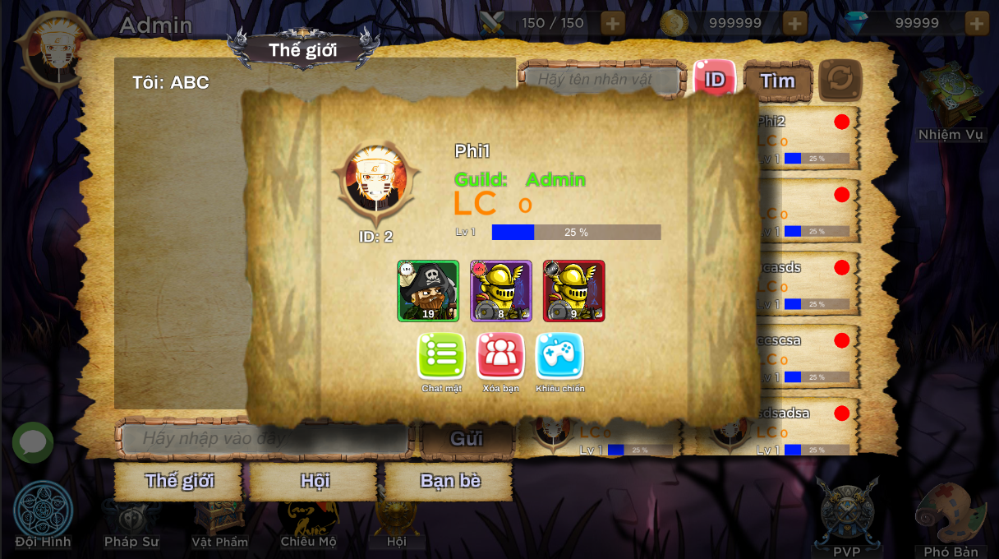 Admin
150 / 150
999999
99999
Thế giới
Tôi: ABC
Hãy tên nhân vật
ID
Tìm
Nhiệm Vụ
Phi1
Guild: Admin
LC 0
Lv 1
25 %
ID: 2
19
8
9
Chat mật
Xóa bạn
Khiêu chiến
Phi2
LC 0
Lv 1
25 %
LC 0
Lv 1
25 %
casds
LC 0
Lv 1
25 %
ccscsa
LC 0
Lv 1
25 %
sdsadsa
LC 0
Lv 1
25 %
LC 0
Lv 1
25 %
Hãy nhập vào đây
Gửi
Thế giới
Hội
Bạn bè
Đội Hình
Pháp Sư
Vật Phẩm
Chiêu Mộ
Hội
PVP
Phó Bản